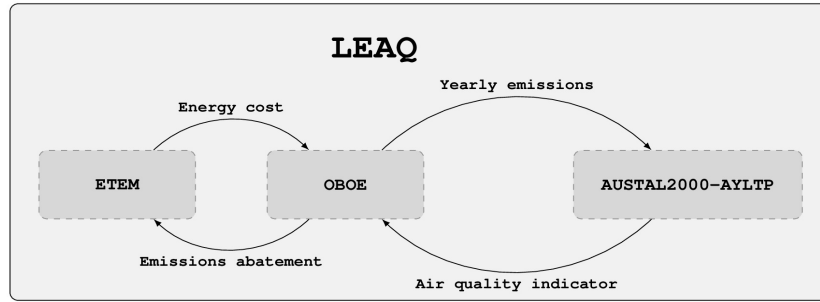 LEAQ
Yearly emissions
Energy cost
ETEM
OBOE
AUSTAL2000-AYLTP
Emissions abatement
Air quality indicator